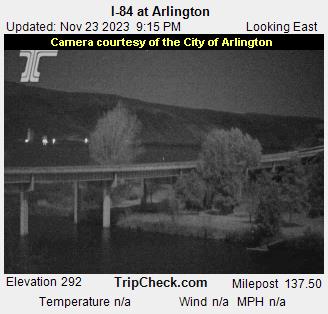 I-84 at Arlington
Updated: Nov 23 2023 9:15 PM Looking East
Camera courtesy of the City of Arlington
Elevation 292 TripCheck.com Milepost 137.50
Temperature n/a Wind n/a MPH n/a